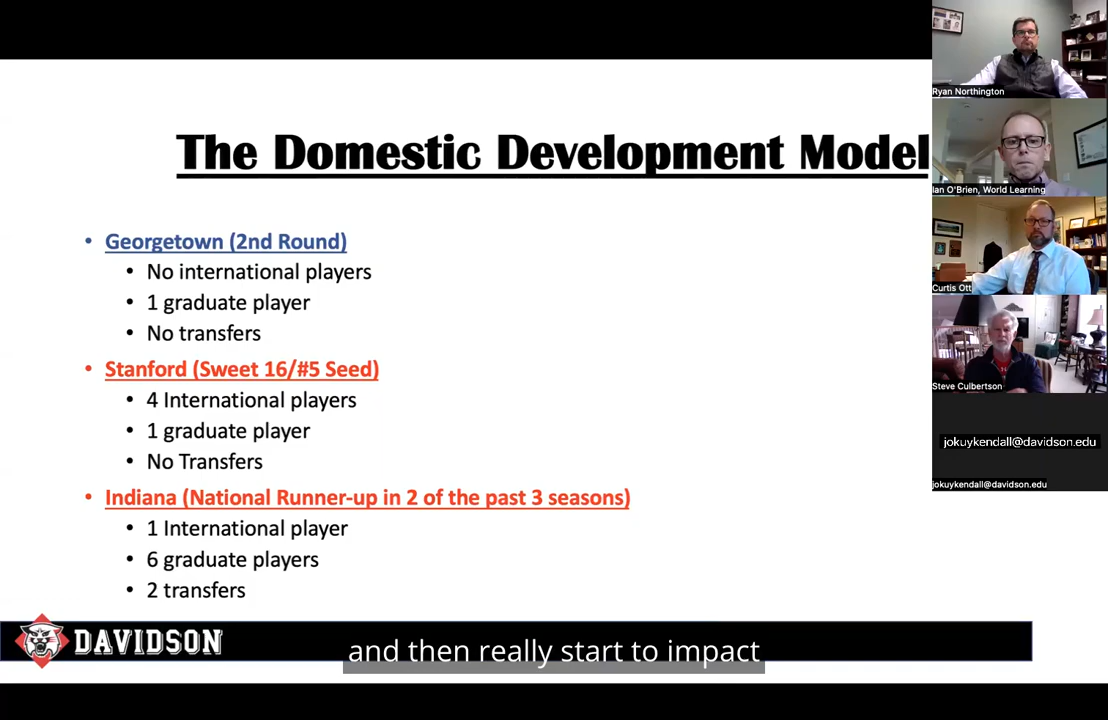 The Domestic Development Model
• Georgetown (2nd Round)
• No international players
• 1 graduate player
• No transfers
• Stanford (Sweet 16/#5 Seed)
• 4 International players
• 1 graduate player
• No Transfers
• Indiana (National Runner-up in 2 of the past 3 seasons)
• 1 International player
• 6 graduate players
• 2 transfers
DAVIDSON
and then really start to impact
Ryan Northington
Ian O'Brien, World Learning
Curtis Ott
Steve Culbertson
jokuykendall@davidson.edu
jokuykendall@davidson.edu